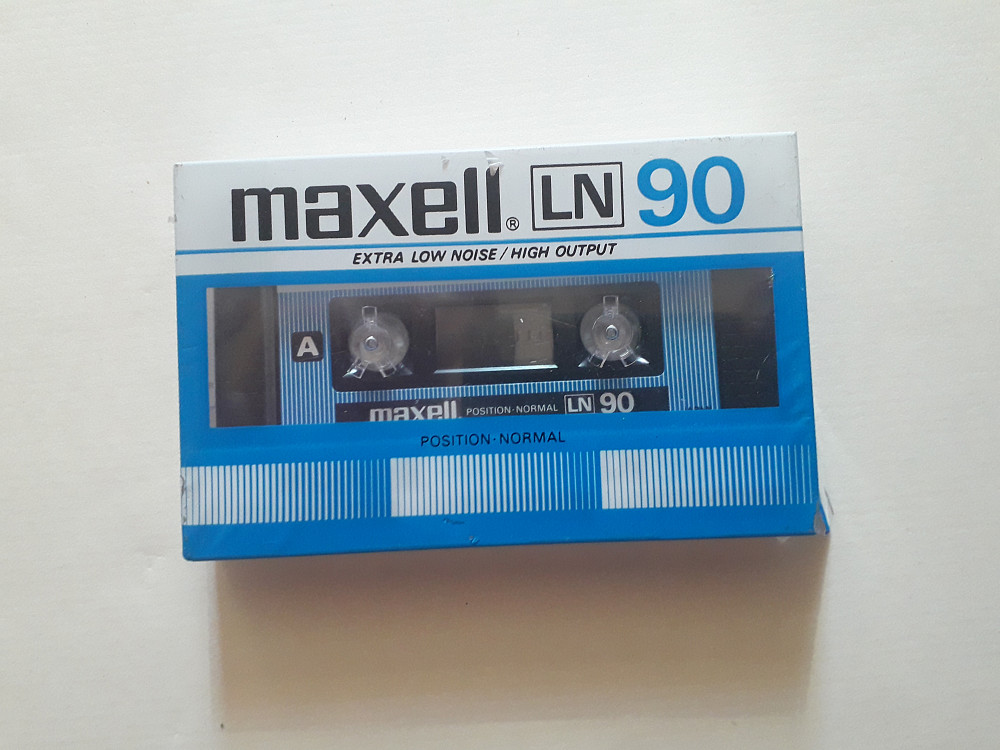 maxell® LN 90
EXTRA LOW NOISE / HIGH OUTPUT
A
maxell. POSITION·NORMAL LN 90
POSITION·NORMAL